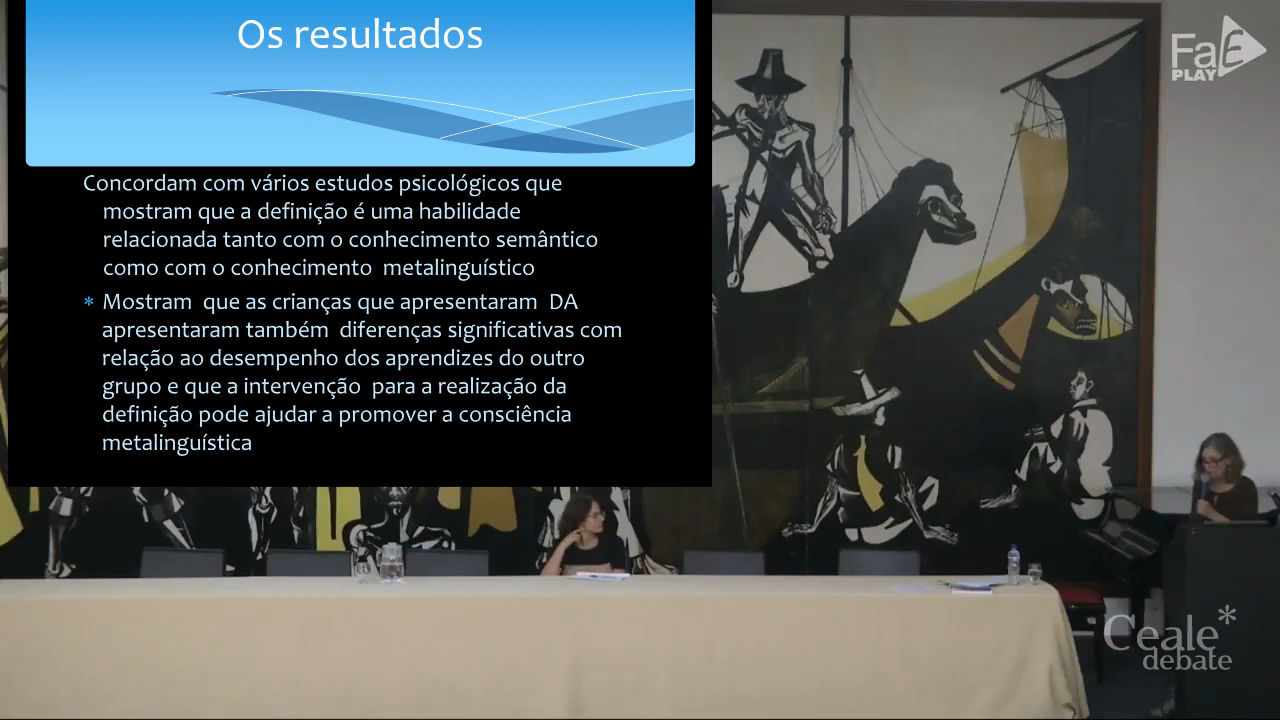 Os resultados
Concordam com vários estudos psicológicos que
mostram que a definição é uma habilidade
relacionada tanto com o conhecimento semântico
como com o conhecimento metalinguístico
* Mostram que as crianças que apresentaram DA
apresentaram também diferenças significativas com
relação ao desempenho dos aprendizes do outro
grupo e que a intervenção para a realização da
definição pode ajudar a promover a consciência
metalinguística
FaE
PLAY
Ceale*
debate